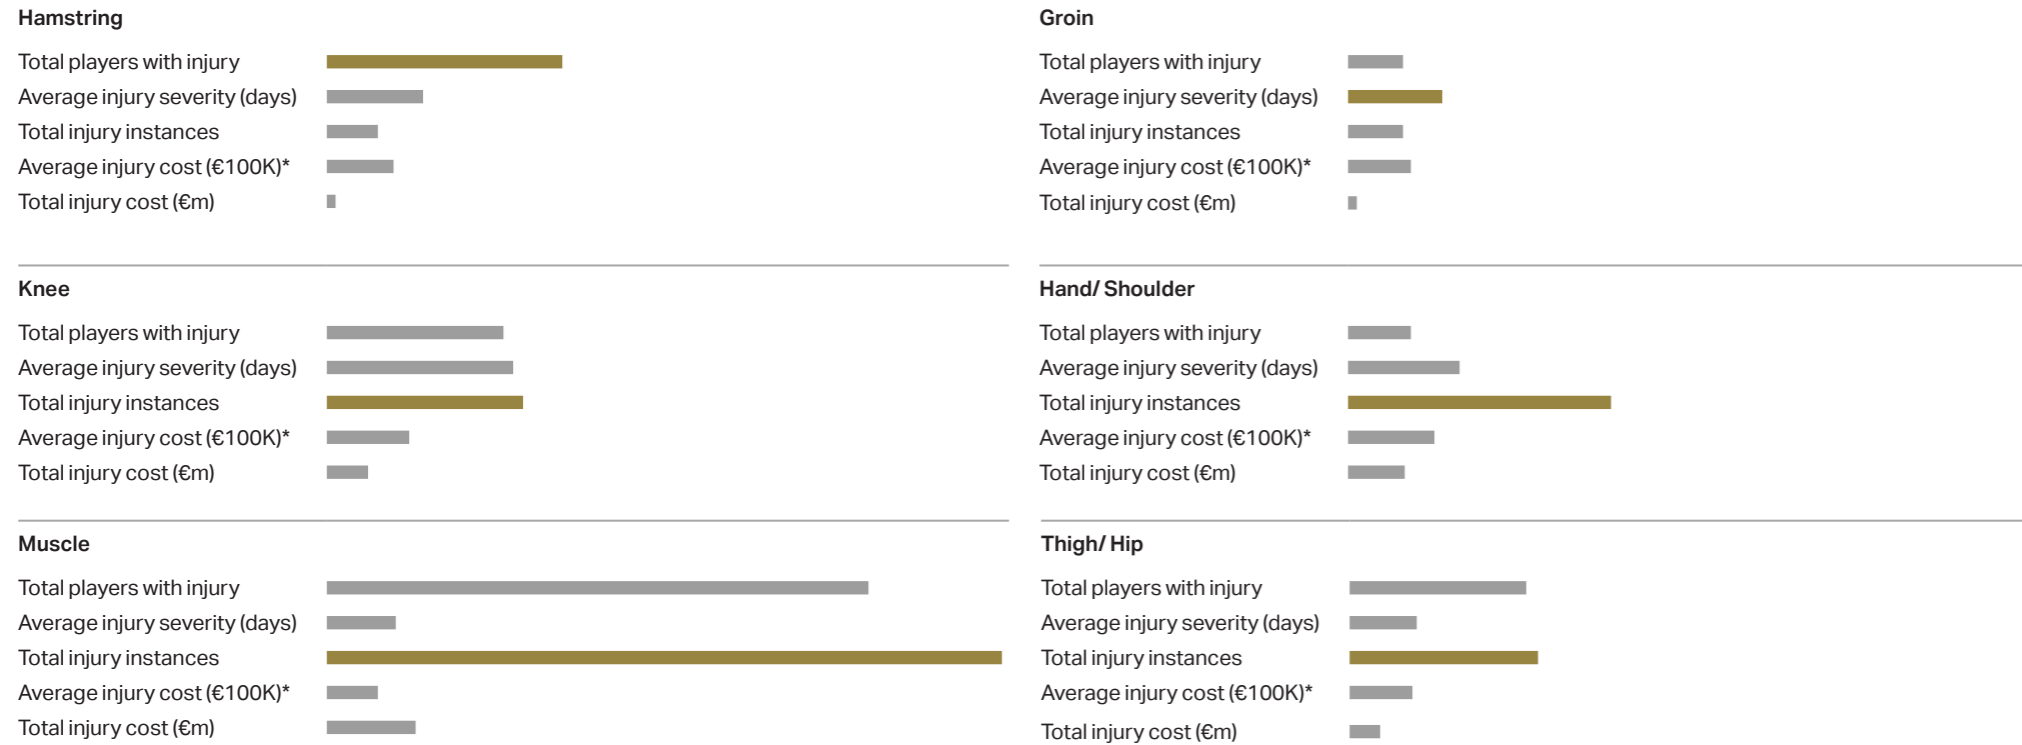 Hamstring
Total players with injury
Average injury severity (days)
Total injury instances
Average injury cost (€100K)*
Total injury cost (€m)
Groin
Total players with injury
Average injury severity (days)
Total injury instances
Average injury cost (€100K)*
Total injury cost (€m)
Knee
Total players with injury
Average injury severity (days)
Total injury instances
Average injury cost (€100K)*
Total injury cost (€m)
Hand/ Shoulder
Total players with injury
Average injury severity (days)
Total injury instances
Average injury cost (€100K)*
Total injury cost (€m)
Muscle
Total players with injury
Average injury severity (days)
Total injury instances
Average injury cost (€100K)*
Total injury cost (€m)
Thigh/ Hip
Total players with injury
Average injury severity (days)
Total injury instances
Average injury cost (€100K)*
Total injury cost (€m)